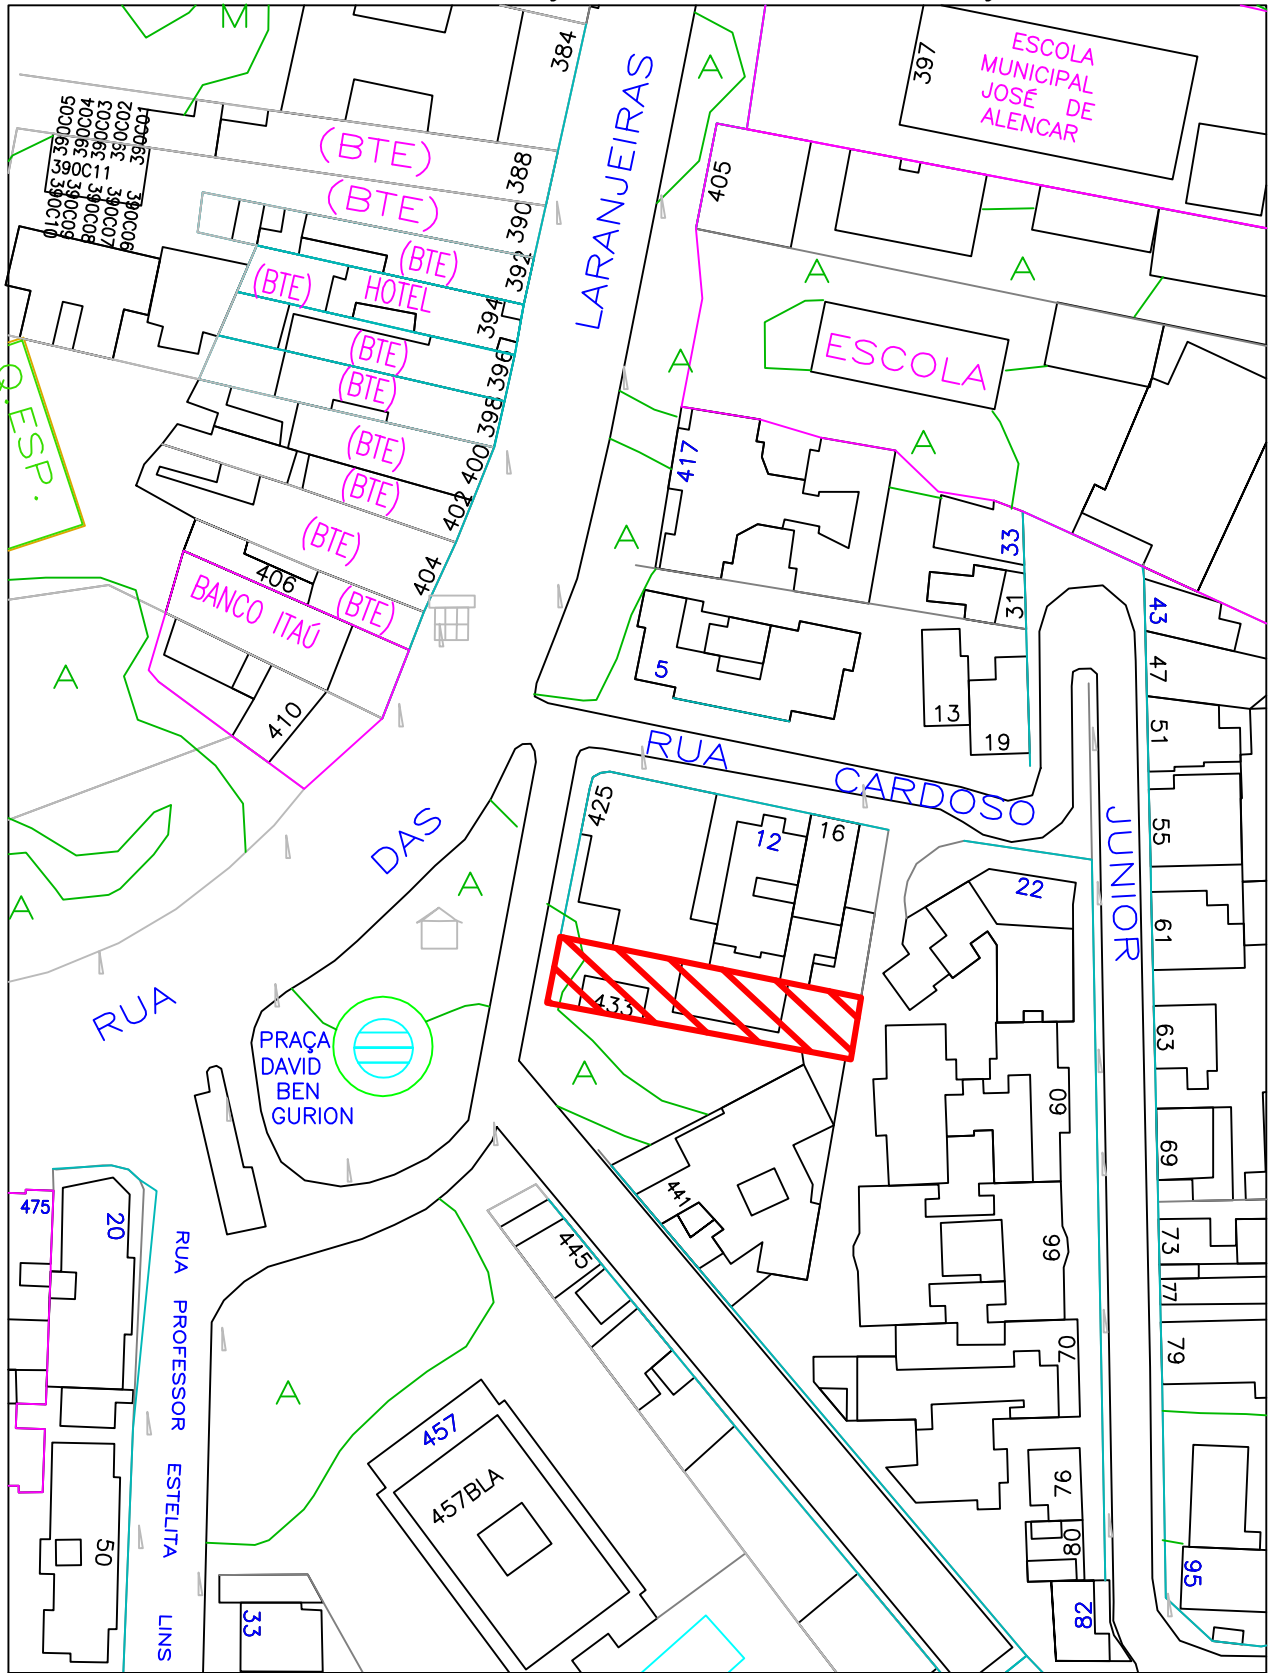 M
384
LARANJEIRAS
A
397
ESCOLA
MUNICIPAL
JOSÉ DE
ALENCAR
390C05
390C04
390C03
390C02
390C01
390C11
390C10
390C09
390C08
390C07
390C06
(BTE)
388
(BTE)
390
405
(BTE)
392
(BTE)
HOTEL
394
A
A
(BTE)
396
ESCOLA
A
Q.ESP.
(BTE)
398
(BTE)
400
417
A
(BTE)
402
(BTE)
404
A
33
406
BANCO ITAÚ
(BTE)
31
43
A
5
47
410
13
19
51
RUA
CARDOSO
JUNIOR
425
12
16
55
DAS
A
22
A
61
RUA
433
63
PRAÇA
DAVID
BEN
GURION
A
60
69
475
20
441
445
66
73
77
RUA PROFESSOR ESTELITA LINS
70
79
A
457
457BLA
76
50
80
95
33
82